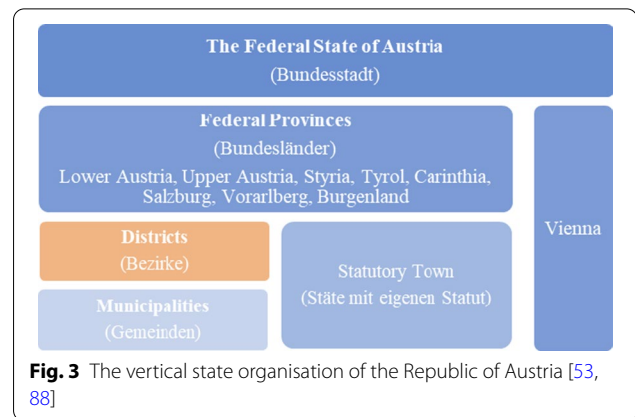 The Federal State of Austria
(Bundesstadt)
Federal Provinces
(Bundesländer)
Lower Austria, Upper Austria, Styria, Tyrol, Carinthia,
Salzburg, Vorarlberg, Burgenland
Vienna
Districts
(Bezirke)
Municipalities
(Gemeinden)
Statutory Town
(Stäte mit eigenen Statut)
Fig. 3 The vertical state organisation of the Republic of Austria [53,
88]